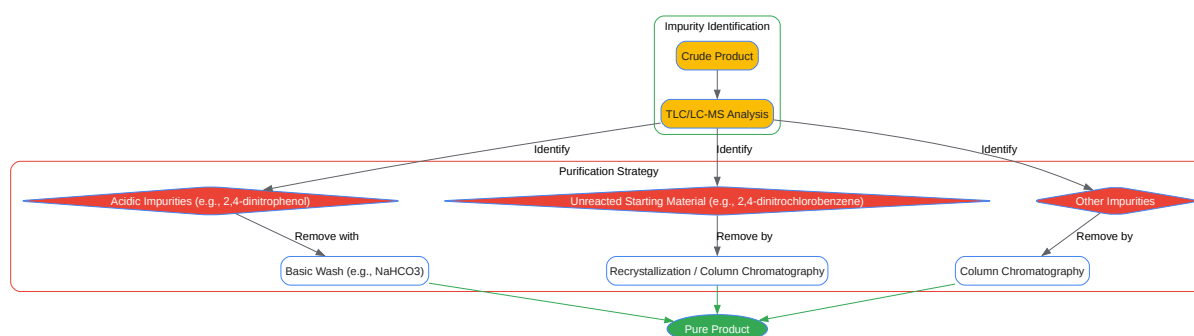 Impurity Identification
Crude Product
TLC/LC-MS Analysis
Identify
Identify
Identify
Purification Strategy
Acidic Impurities (e.g., 2,4-dinitrophenol)
Unreacted Starting Material (e.g., 2,4-dinitrochlorobenzene)
Other Impurities
Remove with
Remove by
Remove by
Basic Wash (e.g., NaHCO3)
Recrystallization / Column Chromatography
Column Chromatography
Pure Product